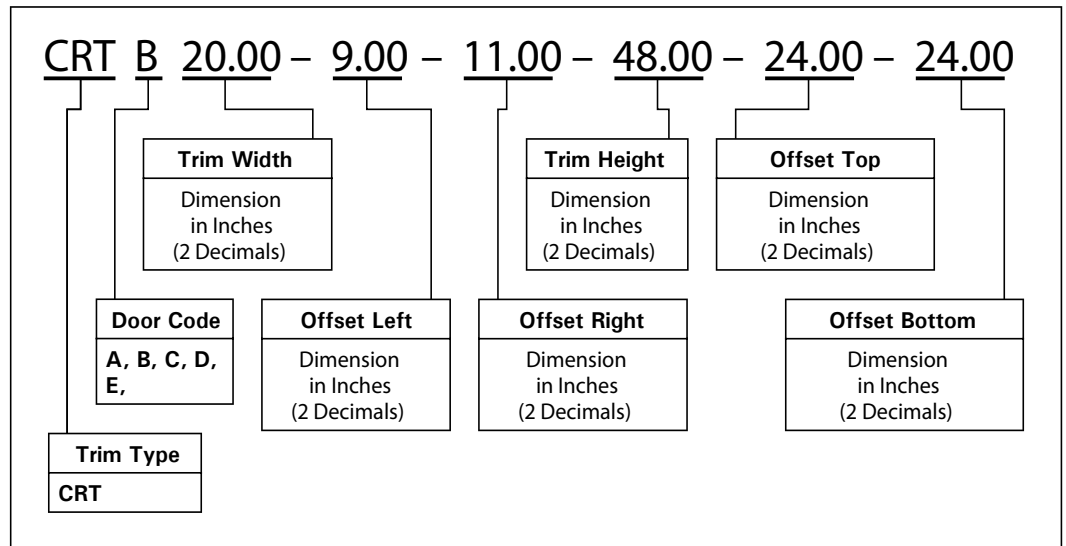 CRT B 20.00 – 9.00 – 11.00 – 48.00 – 24.00 – 24.00
Trim Width
Dimension
in Inches
(2 Decimals)
Trim Height
Dimension
in Inches
(2 Decimals)
Offset Top
Dimension
in Inches
(2 Decimals)
Door Code
A, B, C, D,
E,
Offset Left
Dimension
in Inches
(2 Decimals)
Offset Right
Dimension
in Inches
(2 Decimals)
Offset Bottom
Dimension
in Inches
(2 Decimals)
Trim Type
CRT